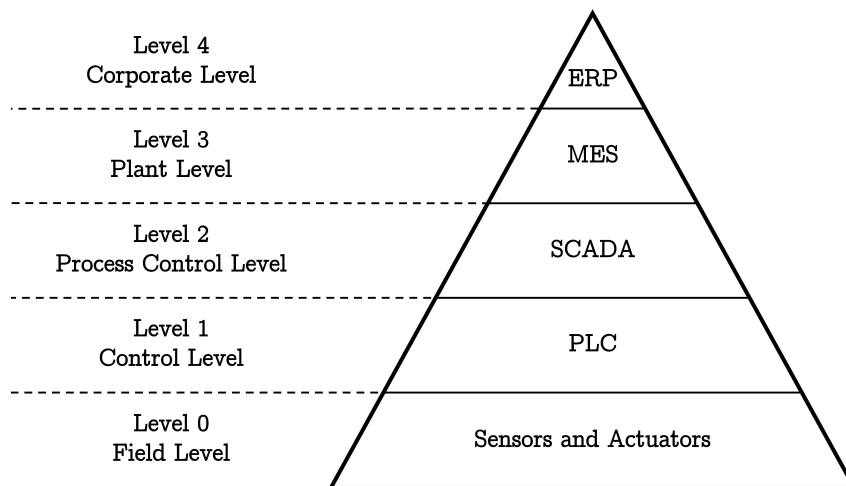 Level 4
Corporate Level
ERP
Level 3
Plant Level
MES
Level 2
Process Control Level
SCADA
Level 1
Control Level
PLC
Level 0
Field Level
Sensors and Actuators